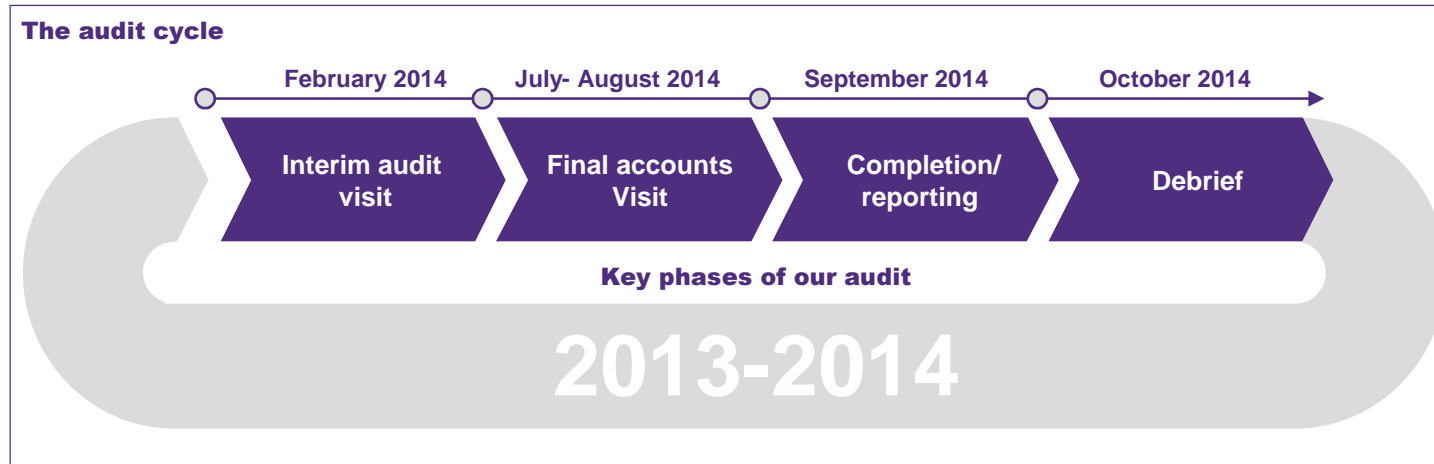 The audit cycle
February 2014
July- August 2014
September 2014
October 2014
Interim audit
visit
Final accounts
Visit
Completion/
reporting
Debrief
Key phases of our audit
2013-2014